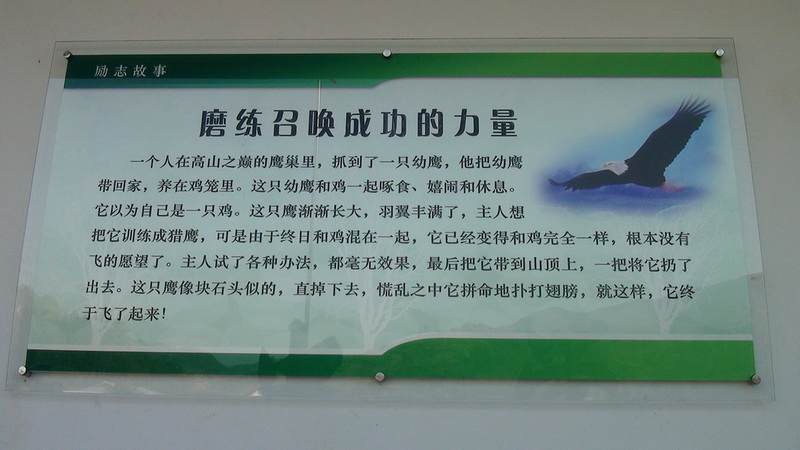 励志故事
磨练召唤成功的力量
一个人在高山之巅的鹰巢里，抓到了一只幼鹰，他把幼鹰
带回家，养在鸡笼里。这只幼鹰和鸡一起啄食、嬉闹和休息。
它以为自己是一只鸡。这只鹰渐渐长大，羽翼丰满了，主人想
把它训练成猎鹰，可是由于终日和鸡混在一起，它已经变得和鸡完全一样，根本没有
飞的愿望了。主人试了各种办法，都毫无效果，最后把它带到山顶上，一把将它扔了
出去。这只鹰像块石头似的，直掉下去，慌乱之中它拼命地扑打翅膀，就这样，它终
于飞了起来！